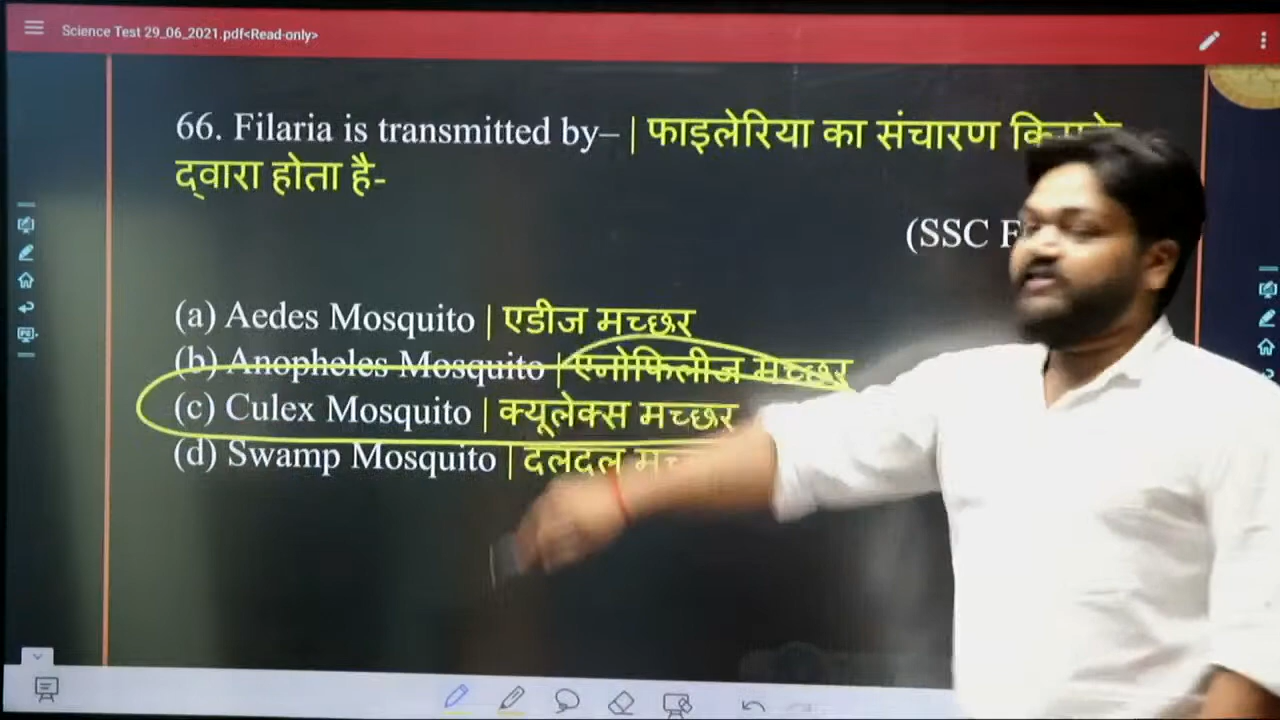 Science Test 29_06_2021.pdf<Read-only>
66. Filaria is transmitted by– | फाइलेरिया का संचारण
द्वारा होता है-
(SSC
(a) Aedes Mosquito | एडीज मच्छर
(b) Anopheles Mosquito | एनोफिलीज मच्छर
(c) Culex Mosquito | क्यूलेक्स मच्छर
(d) Swamp Mosquito | दलदल